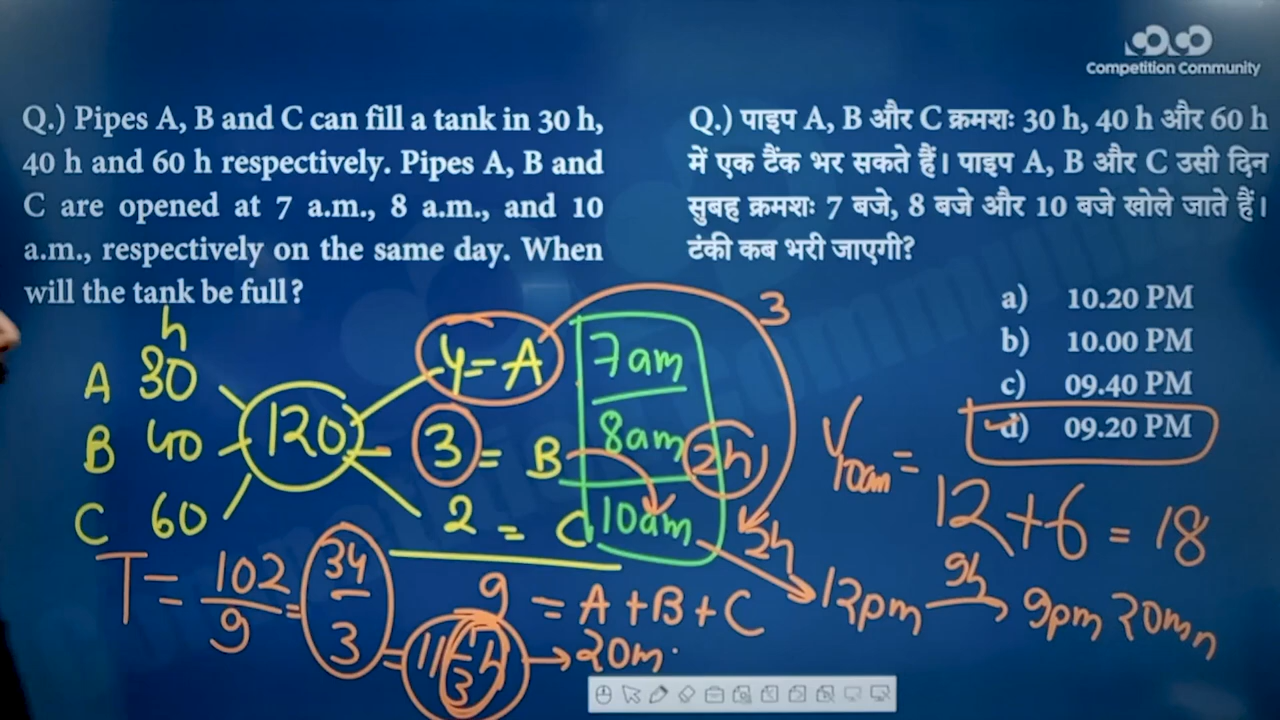 Competition Community
Q.) Pipes A, B and C can fill a tank in 30 h,
40 h and 60 h respectively. Pipes A, B and
C are opened at 7 a.m., 8 a.m., and 10
a.m., respectively on the same day. When
will the tank be full?
Q.) पाइप A, B और C क्रमशः 30 h, 40 h और 60 h
में एक टैंक भर सकते हैं। पाइप A, B और C उसी दिन
सुबह क्रमशः 7 बजे, 8 बजे और 10 बजे खोले जाते हैं।
टंकी कब भरी जाएगी?
a) 10.20 PM
b) 10.00 PM
c) 09.40 PM
d) 09.20 PM
h
A 30
B 40
C 60
120
4 = A
3 = B
2 = C
9 = A + B + C
7am
8am
10am
2h
3
2h
V10am =
12 + 6 = 18
12pm 9h 9pm 20min
T = 102/9 = 34/3 = 11 1/3 h → 20m